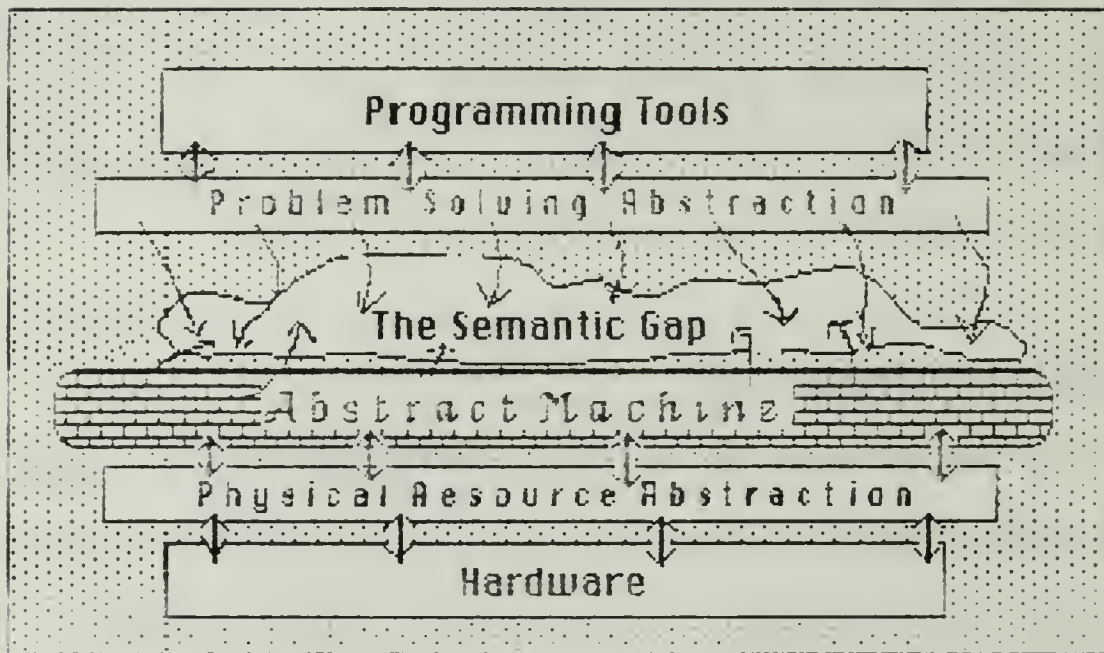 Programming Tools
Problem Solving Abstraction
The Semantic Gap
Abstract Machine
Physical Resource Abstraction
Hardware